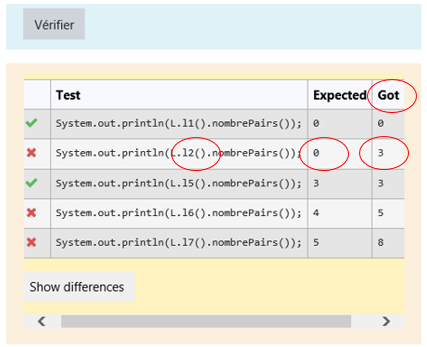 Vérifier
Test Expected Got
System.out.println(L.l1().nombrePairs()); 0 0
System.out.println(L.l2().nombrePairs()); 0 3
System.out.println(L.l5().nombrePairs()); 3 3
System.out.println(L.l6().nombrePairs()); 4 5
System.out.println(L.l7().nombrePairs()); 5 8
Show differences